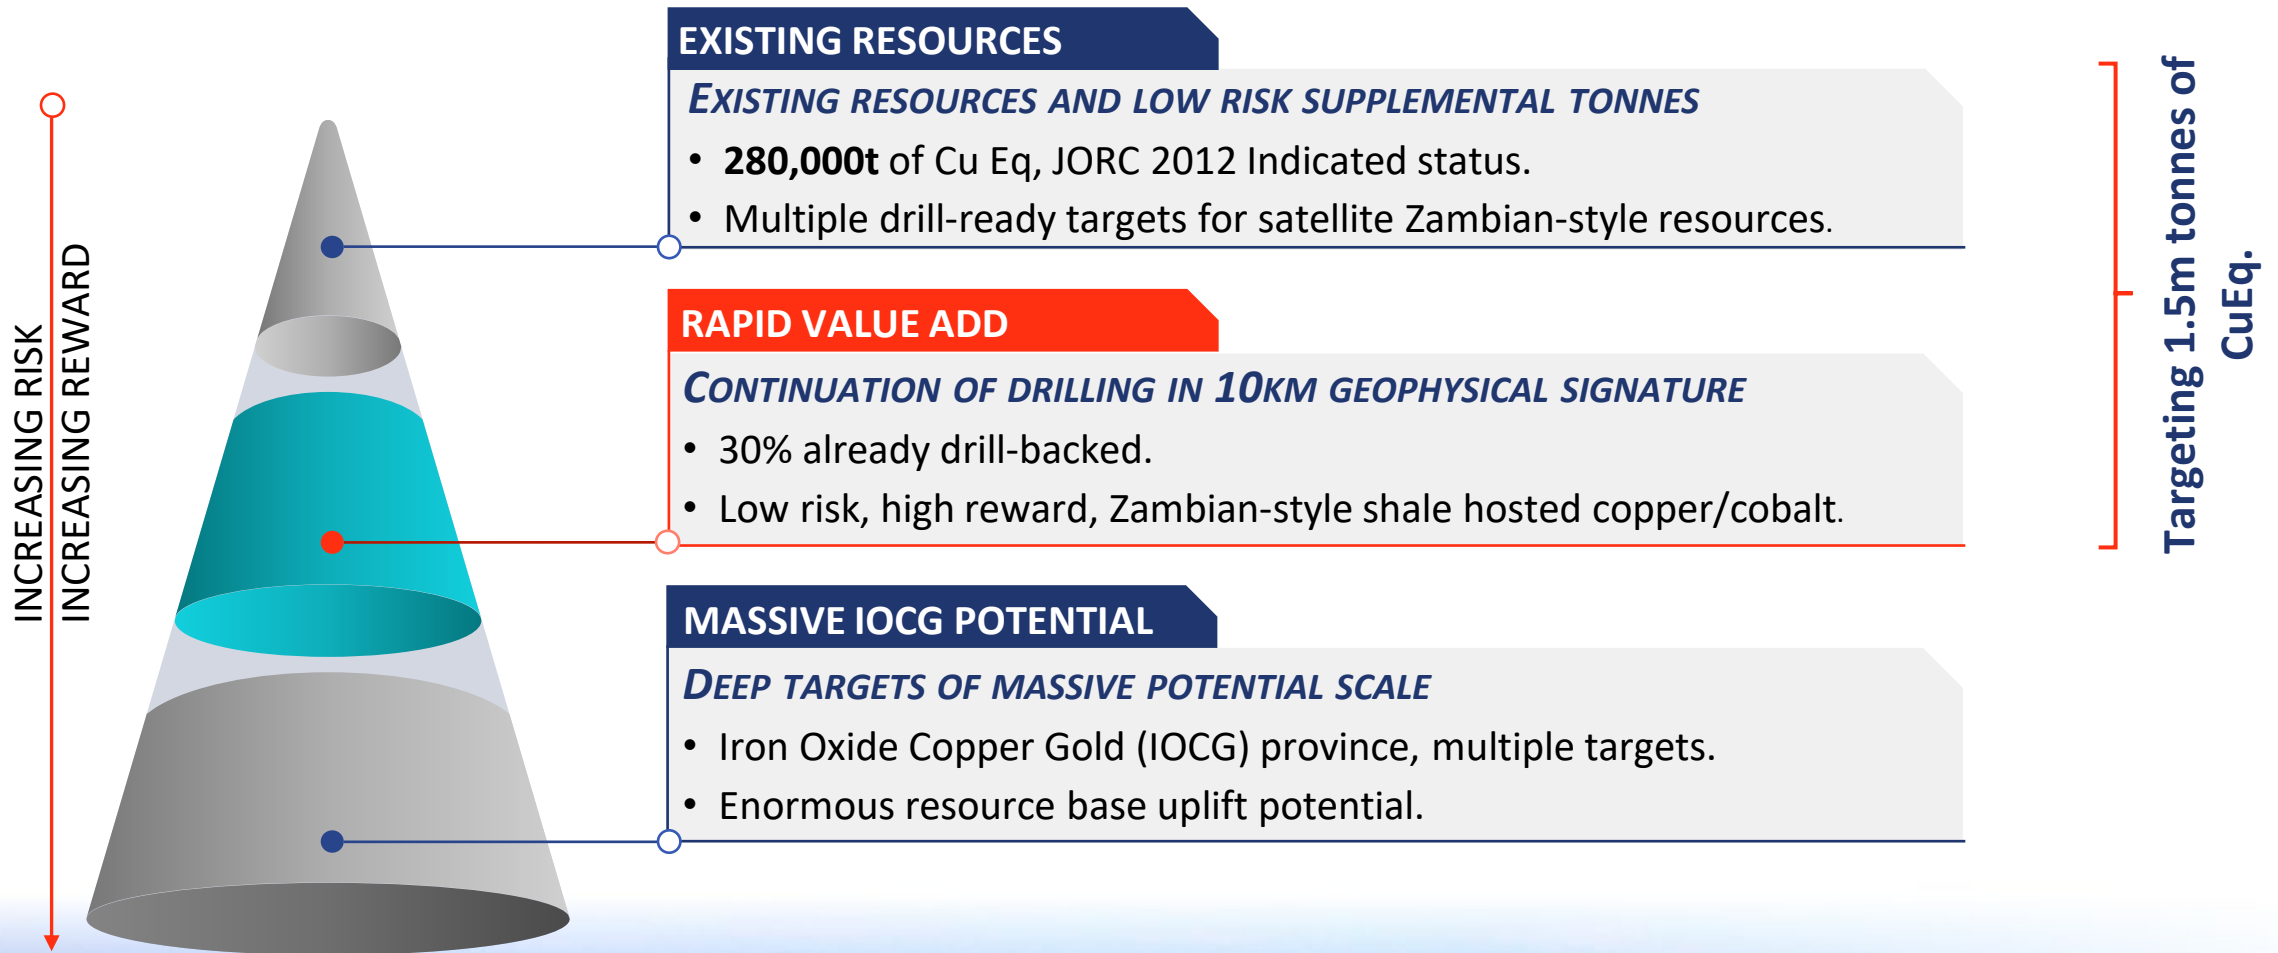 INCREASING RISK
INCREASING REWARD
EXISTING RESOURCES
EXISTING RESOURCES AND LOW RISK SUPPLEMENTAL TONNES
• 280,000t of Cu Eq, JORC 2012 Indicated status.
• Multiple drill-ready targets for satellite Zambian-style resources.
RAPID VALUE ADD
CONTINUATION OF DRILLING IN 10KM GEOPHYSICAL SIGNATURE
• 30% already drill-backed.
• Low risk, high reward, Zambian-style shale hosted copper/cobalt.
MASSIVE IOCG POTENTIAL
DEEP TARGETS OF MASSIVE POTENTIAL SCALE
• Iron Oxide Copper Gold (IOCG) province, multiple targets.
• Enormous resource base uplift potential.
Targeting 1.5m tonnes of
CuEq.